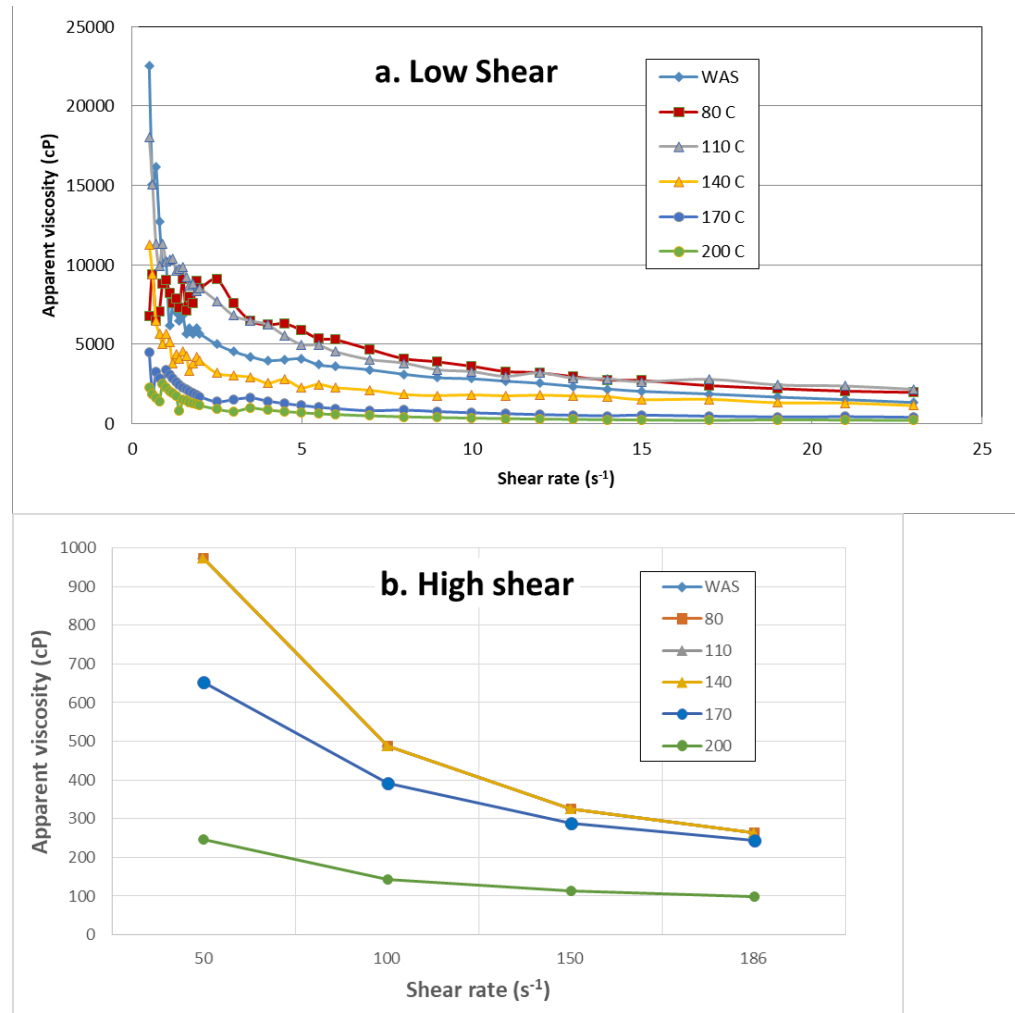 a. Low Shear
Apparent viscosity (cP)
25000
20000
15000
10000
5000
0
0 5 10 15 20 25
Shear rate (s-1)
WAS
80 C
110 C
140 C
170 C
200 C
b. High shear
Apparent viscosity (cP)
1000
900
800
700
600
500
400
300
200
100
0
50 100 150 186
Shear rate (s-1)
WAS
80
110
140
170
200